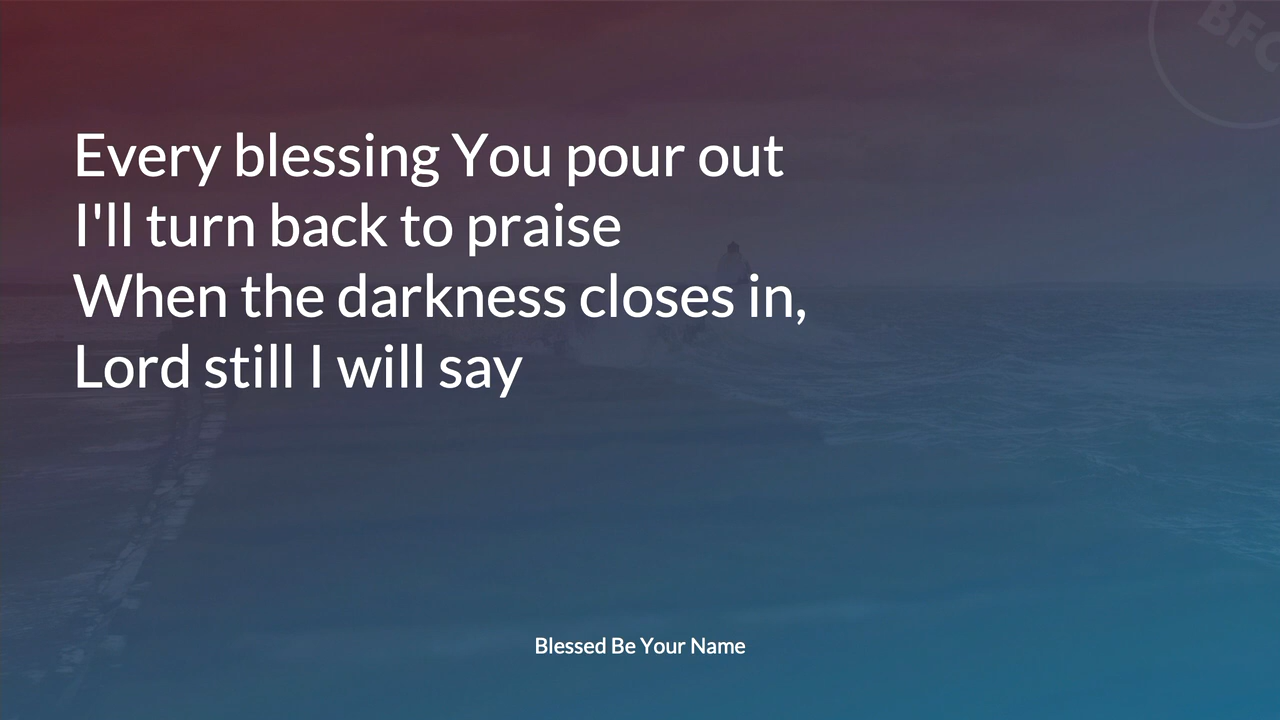 Every blessing You pour out
I'll turn back to praise
When the darkness closes in,
Lord still I will say
Blessed Be Your Name